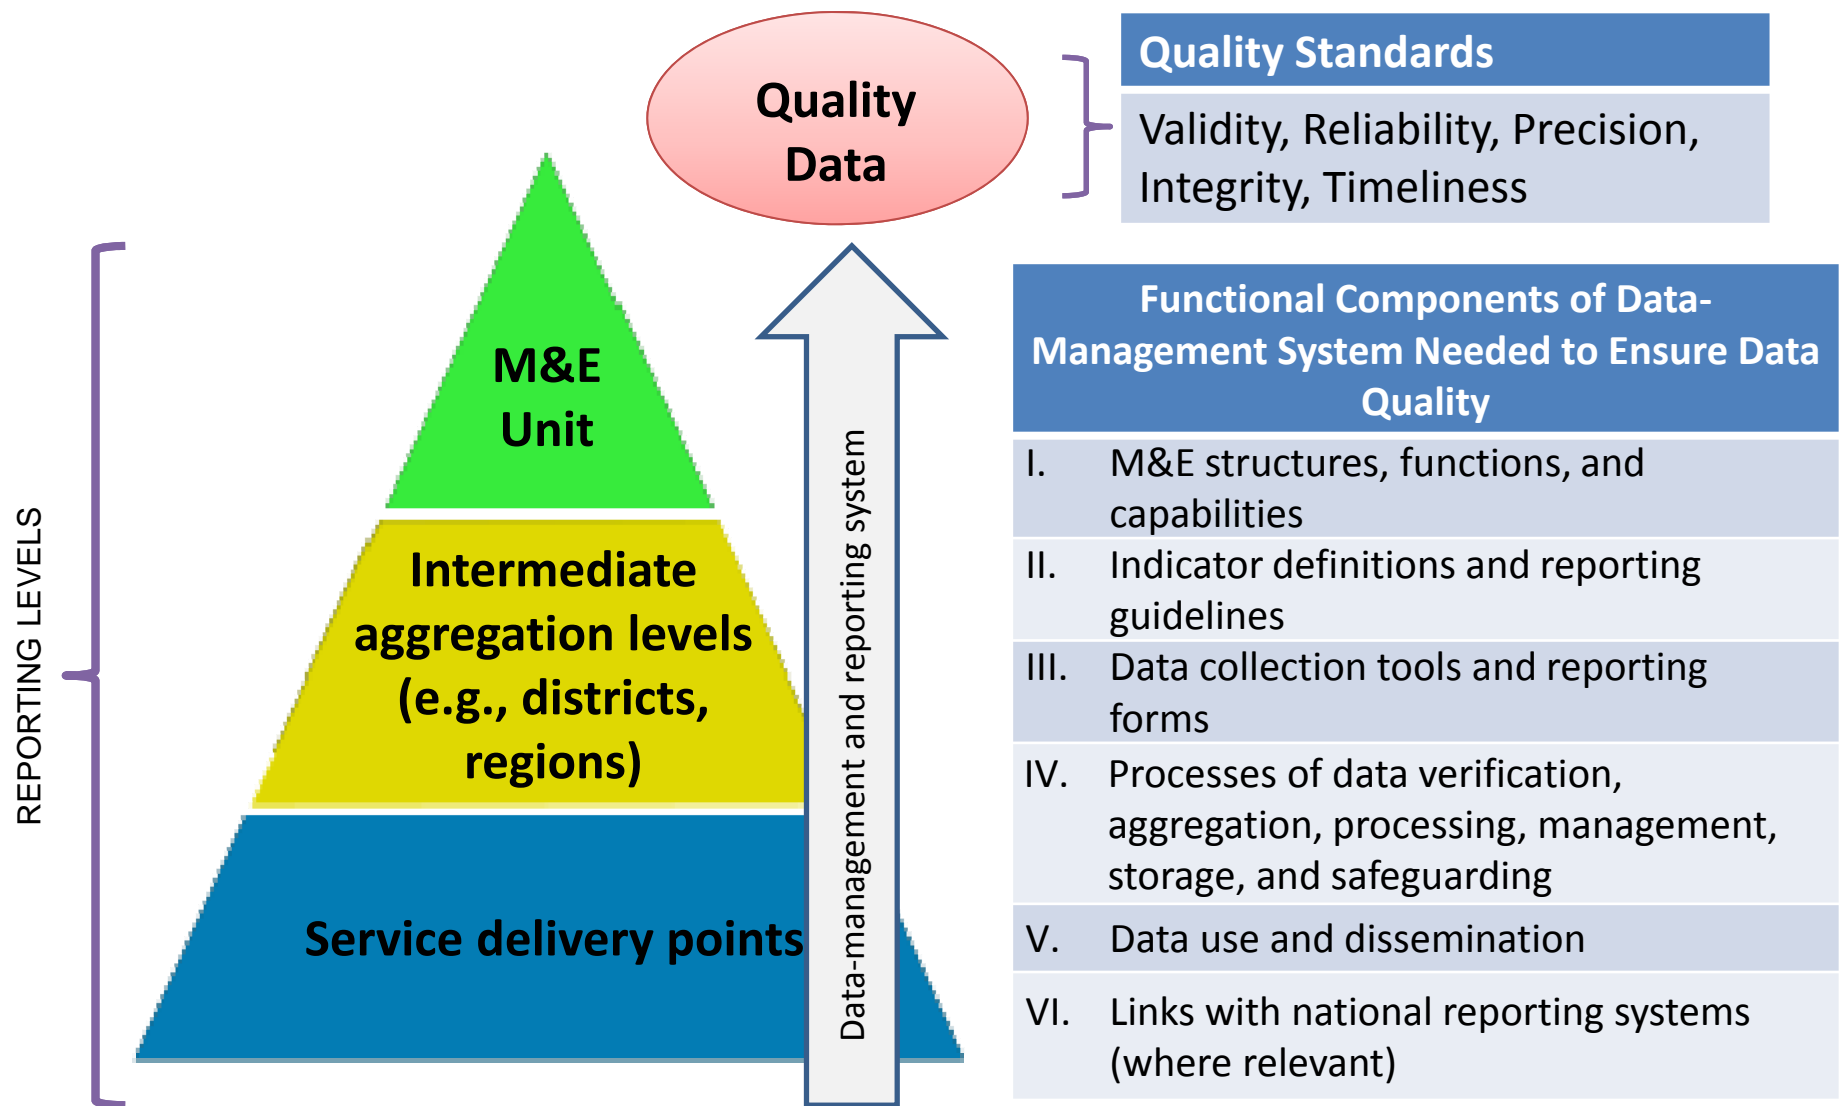 Quality
Data
Quality Standards
Validity, Reliability, Precision,
Integrity, Timeliness
REPORTING LEVELS
M&E
Unit
Intermediate
aggregation levels
(e.g., districts,
regions)
Service delivery points
Data-management and reporting system
Functional Components of Data-
Management System Needed to Ensure Data
Quality
I. M&E structures, functions, and
capabilities
II. Indicator definitions and reporting
guidelines
III. Data collection tools and reporting
forms
IV. Processes of data verification,
aggregation, processing, management,
storage, and safeguarding
V. Data use and dissemination
VI. Links with national reporting systems
(where relevant)